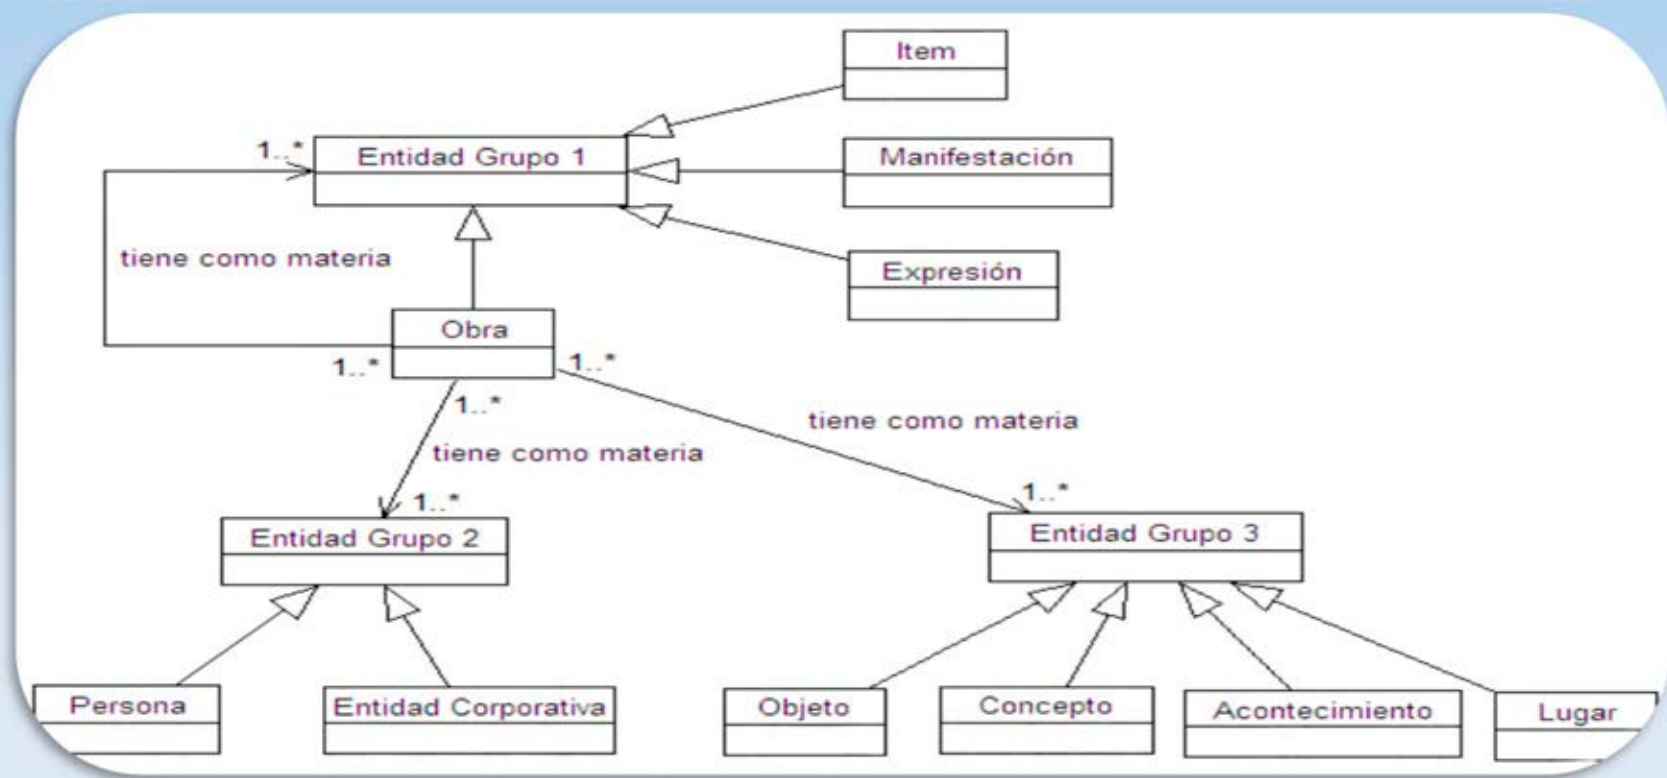 Item
1..*
Entidad Grupo 1
Manifestación
tiene como materia
Expresión
Obra
1..*
1..*
1..*
tiene como materia
tiene como materia
1..*
1..*
Entidad Grupo 2
Entidad Grupo 3
Persona
Entidad Corporativa
Objeto
Concepto
Acontecimiento
Lugar